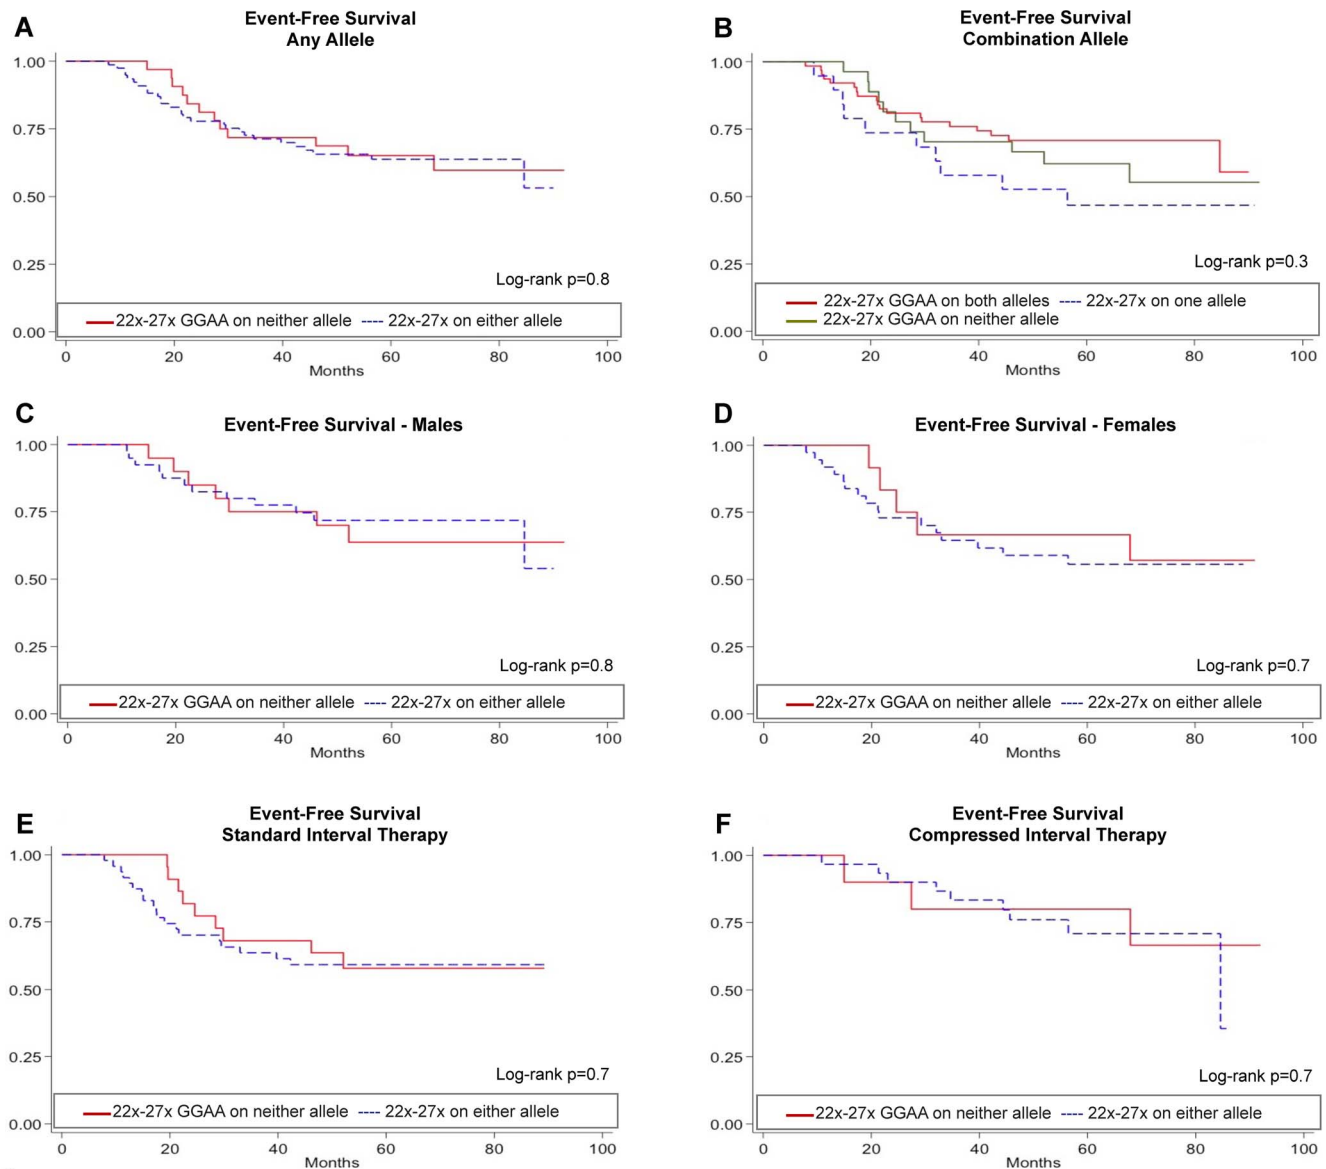 A
Event-Free Survival
Any Allele
1.00
0.75
0.50
0.25
0.00
Log-rank p=0.8
22x-27x GGAA on neither allele 22x-27x on either allele
0 20 40 60 80 100
Months
B
Event-Free Survival
Combination Allele
1.00
0.75
0.50
0.25
0.00
Log-rank p=0.3
22x-27x GGAA on both alleles 22x-27x on one allele
22x-27x GGAA on neither allele
0 20 40 60 80 100
Months
C
Event-Free Survival - Males
1.00
0.75
0.50
0.25
0.00
Log-rank p=0.8
22x-27x GGAA on neither allele 22x-27x on either allele
0 20 40 60 80 100
Months
D
Event-Free Survival - Females
1.00
0.75
0.50
0.25
0.00
Log-rank p=0.7
22x-27x GGAA on neither allele 22x-27x on either allele
0 20 40 60 80 100
Months
E
Event-Free Survival
Standard Interval Therapy
1.00
0.75
0.50
0.25
0.00
Log-rank p=0.7
22x-27x GGAA on neither allele 22x-27x on either allele
0 20 40 60 80 100
Months
F
Event-Free Survival
Compressed Interval Therapy
1.00
0.75
0.50
0.25
0.00
Log-rank p=0.7
22x-27x GGAA on neither allele 22x-27x on either allele
0 20 40 60 80 100
Months